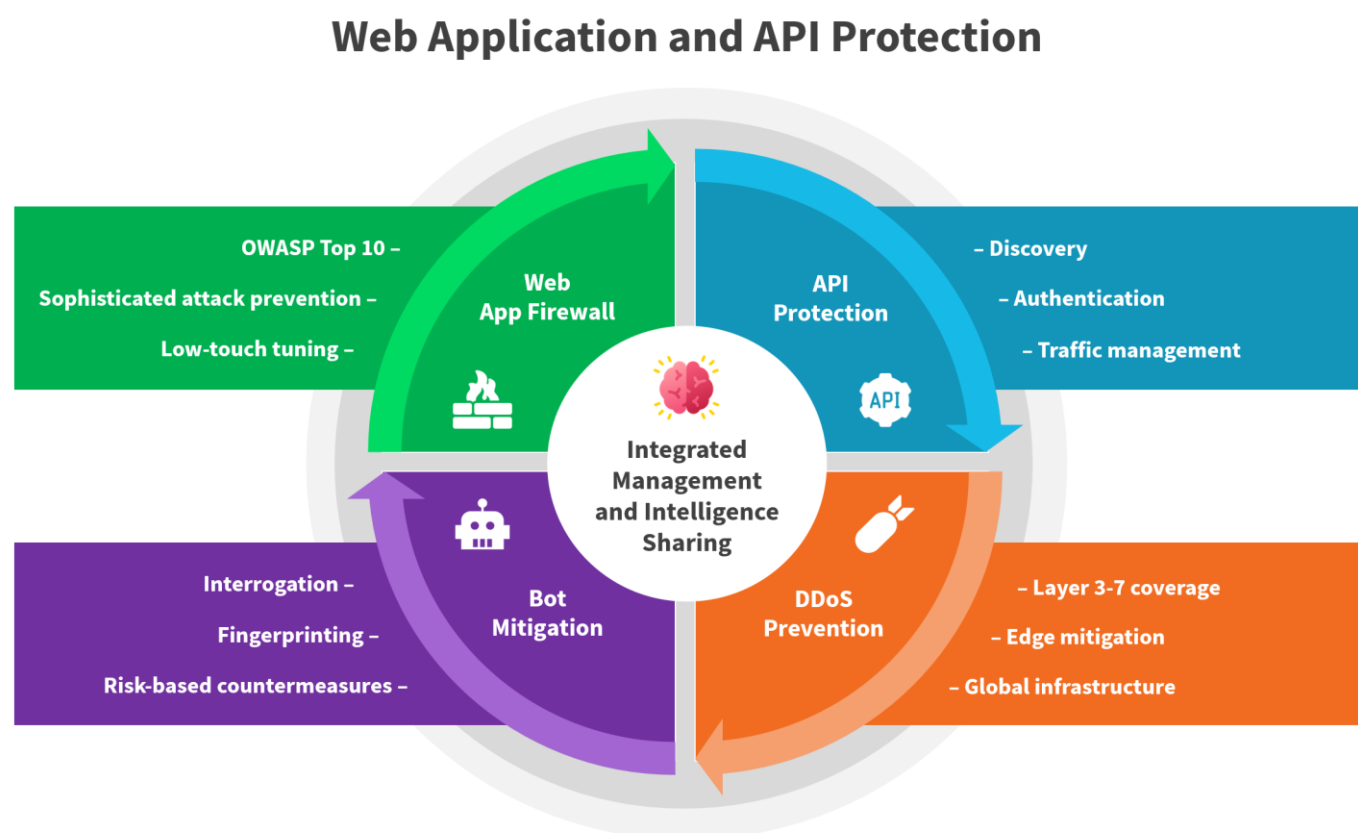 Web Application and API Protection
OWASP Top 10 –
Sophisticated attack prevention –
Low-touch tuning –
Web
App Firewall
API
Protection
API
– Discovery
– Authentication
– Traffic management
Integrated
Management
and Intelligence
Sharing
Interrogation –
Fingerprinting –
Risk-based countermeasures –
Bot
Mitigation
DDoS
Prevention
– Layer 3-7 coverage
– Edge mitigation
– Global infrastructure